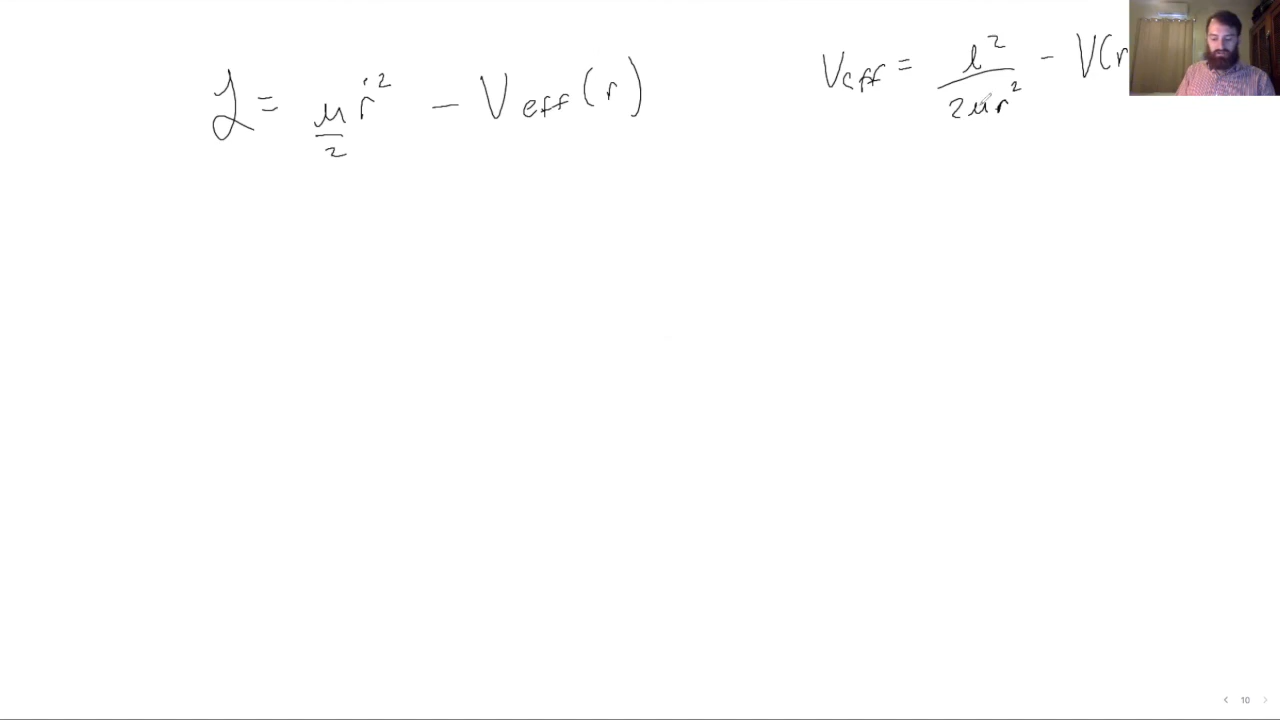 ℒ = μ/2 ṙ² − V_eff(r)
V_eff = ℓ²/2μr² − V(r
10